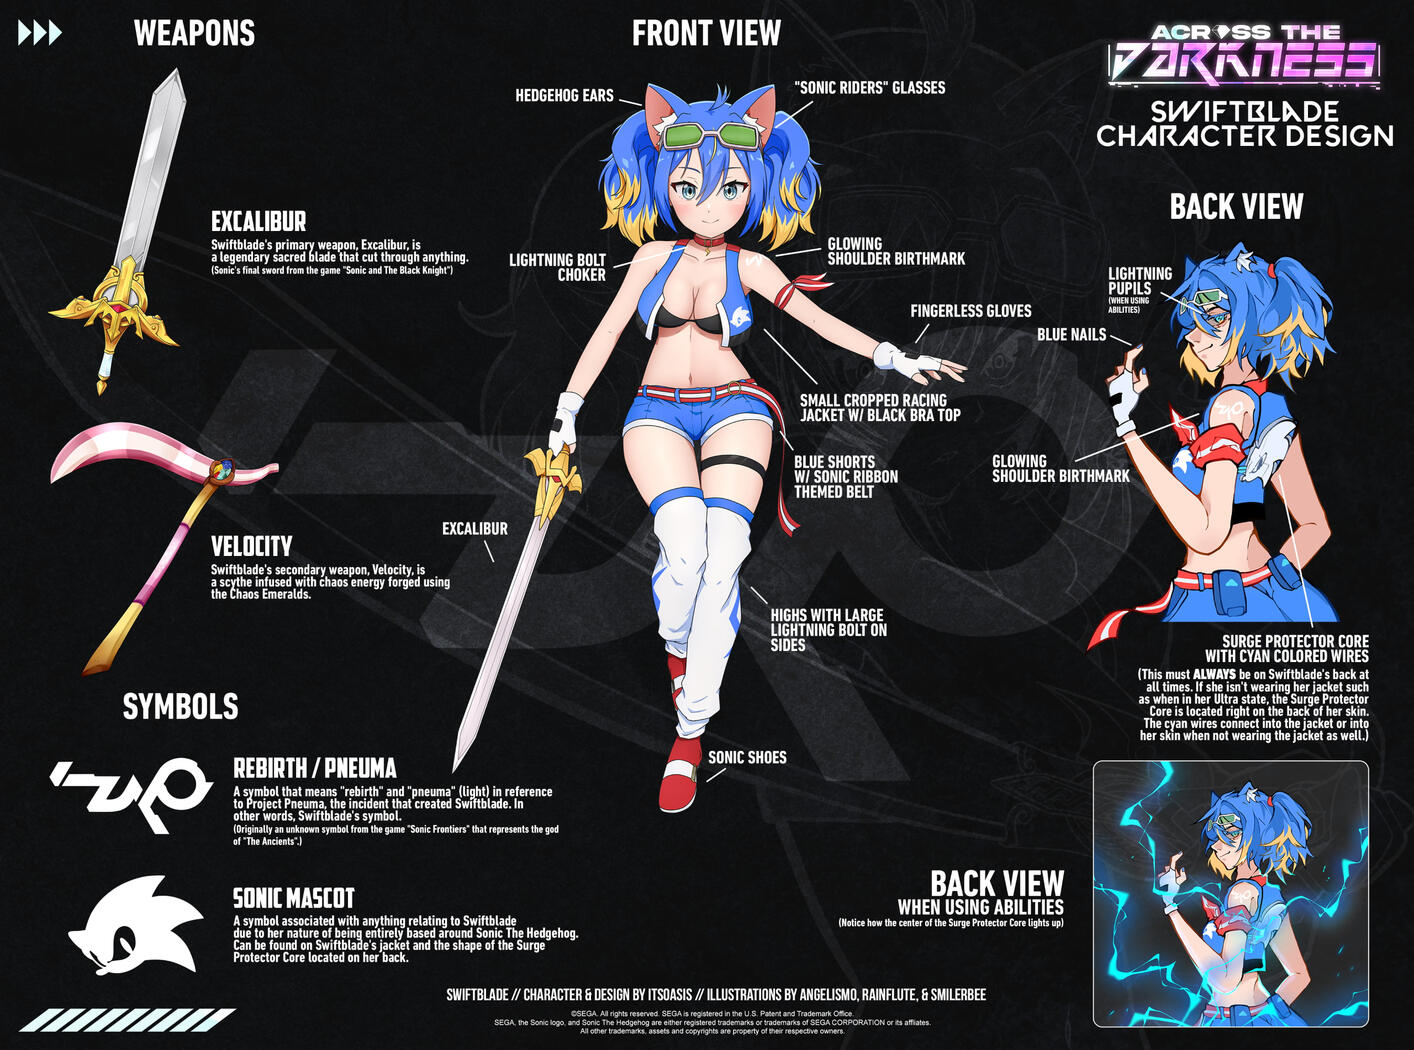 WEAPONS
EXCALIBUR
Swiftblade's primary weapon, Excalibur, is
a legendary sacred blade that cut through anything.
(Sonic's final sword from the game "Sonic and The Black Knight")
VELOCITY
Swiftblade's secondary weapon, Velocity, is
a scythe infused with chaos energy forged using
the Chaos Emeralds.
SYMBOLS
REBIRTH / PNEUMA
A symbol that means "rebirth" and "pneuma" (light) in reference
to Project Pneuma, the incident that created Swiftblade. In
other words, Swiftblade's symbol.
(Originally an unknown symbol from the game "Sonic Frontiers" that represents the god
of "The Ancients".)
SONIC MASCOT
A symbol associated with anything relating to Swiftblade
due to her nature of being entirely based around Sonic The Hedgehog.
Can be found on Swiftblade's jacket and the shape of the Surge
Protector Core located on her back.
FRONT VIEW
HEDGEHOG EARS
"SONIC RIDERS" GLASSES
LIGHTNING BOLT
CHOKER
GLOWING
SHOULDER BIRTHMARK
FINGERLESS GLOVES
SMALL CROPPED RACING
JACKET W/ BLACK BRA TOP
BLUE SHORTS
W/ SONIC RIBBON
THEMED BELT
EXCALIBUR
HIGHS WITH LARGE
LIGHTNING BOLT ON
SIDES
SONIC SHOES
ACROSS THE
DARKNESS
SWIFTBLADE
CHARACTER DESIGN
BACK VIEW
LIGHTNING
PUPILS
(WHEN USING
ABILITIES)
BLUE NAILS
GLOWING
SHOULDER BIRTHMARK
SURGE PROTECTOR CORE
WITH CYAN COLORED WIRES
(This must ALWAYS be on Swiftblade's back at
all times. If she isn't wearing her jacket such
as when in her Ultra state, the Surge Protector
Core is located right on the back of her skin.
The cyan wires connect into the jacket or into
her skin when not wearing the jacket as well.)
BACK VIEW
WHEN USING ABILITIES
(Notice how the center of the Surge Protector Core lights up)
SWIFTBLADE // CHARACTER & DESIGN BY ITSOASIS // ILLUSTRATIONS BY ANGELISMO, RAINFLUTE, & SMILERBEE
©SEGA. All rights reserved. SEGA is registered in the U.S. Patent and Trademark Office.
SEGA, the Sonic logo, and Sonic The Hedgehog are either registered trademarks or trademarks of SEGA CORPORATION or its affliates.
All other trademarks, assets and copyrights are property of their respective owners.